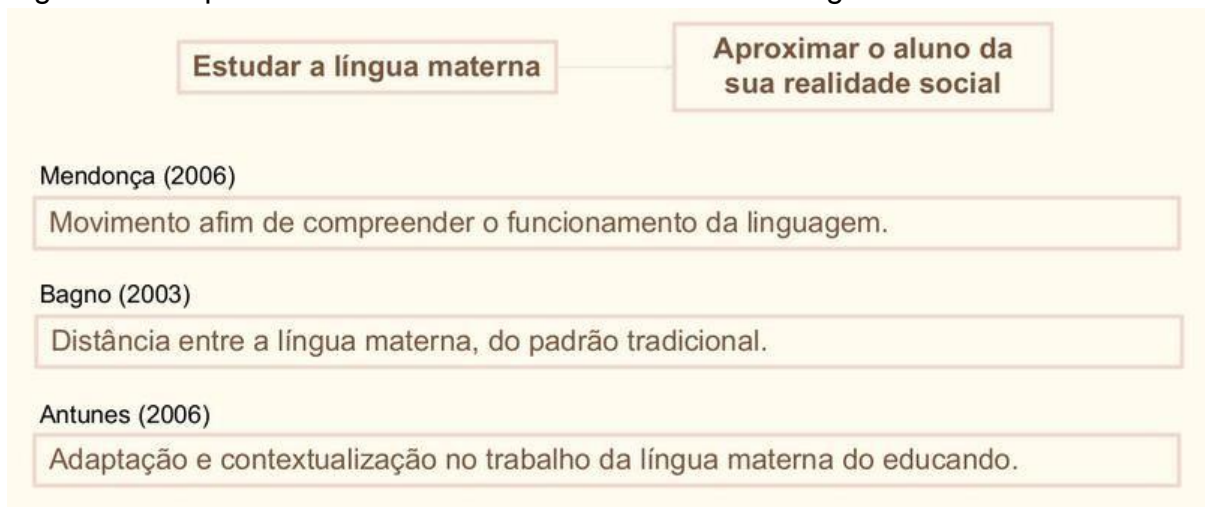 Estudar a língua materna
Aproximar o aluno da
sua realidade social
Mendonça (2006)
Movimento afim de compreender o funcionamento da linguagem.
Bagno (2003)
Distância entre a língua materna, do padrão tradicional.
Antunes (2006)
Adaptação e contextualização no trabalho da língua materna do educando.